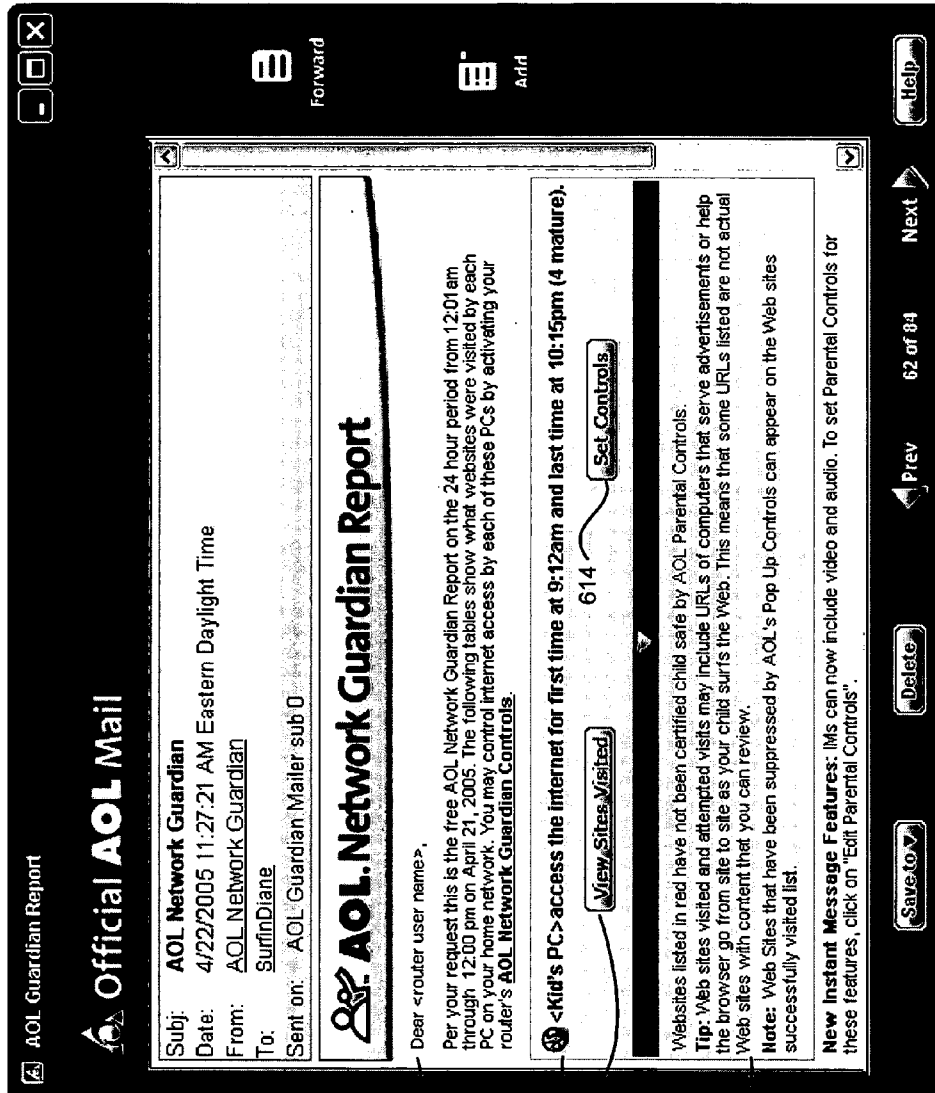 AOL Guardian Report
Official AOL Mail
Subj: AOL Network Guardian
Date: 4/22/2005 11:27:21 AM Eastern Daylight Time
From: AOL Network Guardian
To: SurfinDiane
Sent on: AOL Guardian Mailer sub 0
AOL. Network Guardian Report
Dear <router user name>,
Per your request this is the free AOL Network Guardian Report on the 24 hour period from 12:01am
through 12:00 pm on April 21, 2005. The following tables show what websites were visited by each
PC on your home network. You may control internet access by each of these PCs by activating your
router's AOL Network Guardian Controls.
<Kid's PC>access the internet for first time at 9:12am and last time at 10:15pm (4 mature).
614
View Sites Visited
Set Controls
Websites listed in red have not been certified child safe by AOL Parental Controls.
Tip: Web sites visited and attempted visits may include URLs of computers that serve advertisements or help
the browser go from site to site as your child surfs the Web. This means that some URLs listed are not actual
Web sites with content that you can review.
Note: Web Sites that have been suppressed by AOL's Pop Up Controls can appear on the Web sites
successfully visited list.
New Instant Message Features: IMs can now include video and audio. To set Parental Controls for
these features, click on "Edit Parental Controls".
Forward
Add
Save to
Delete
Prev
62 of 84
Next
Help